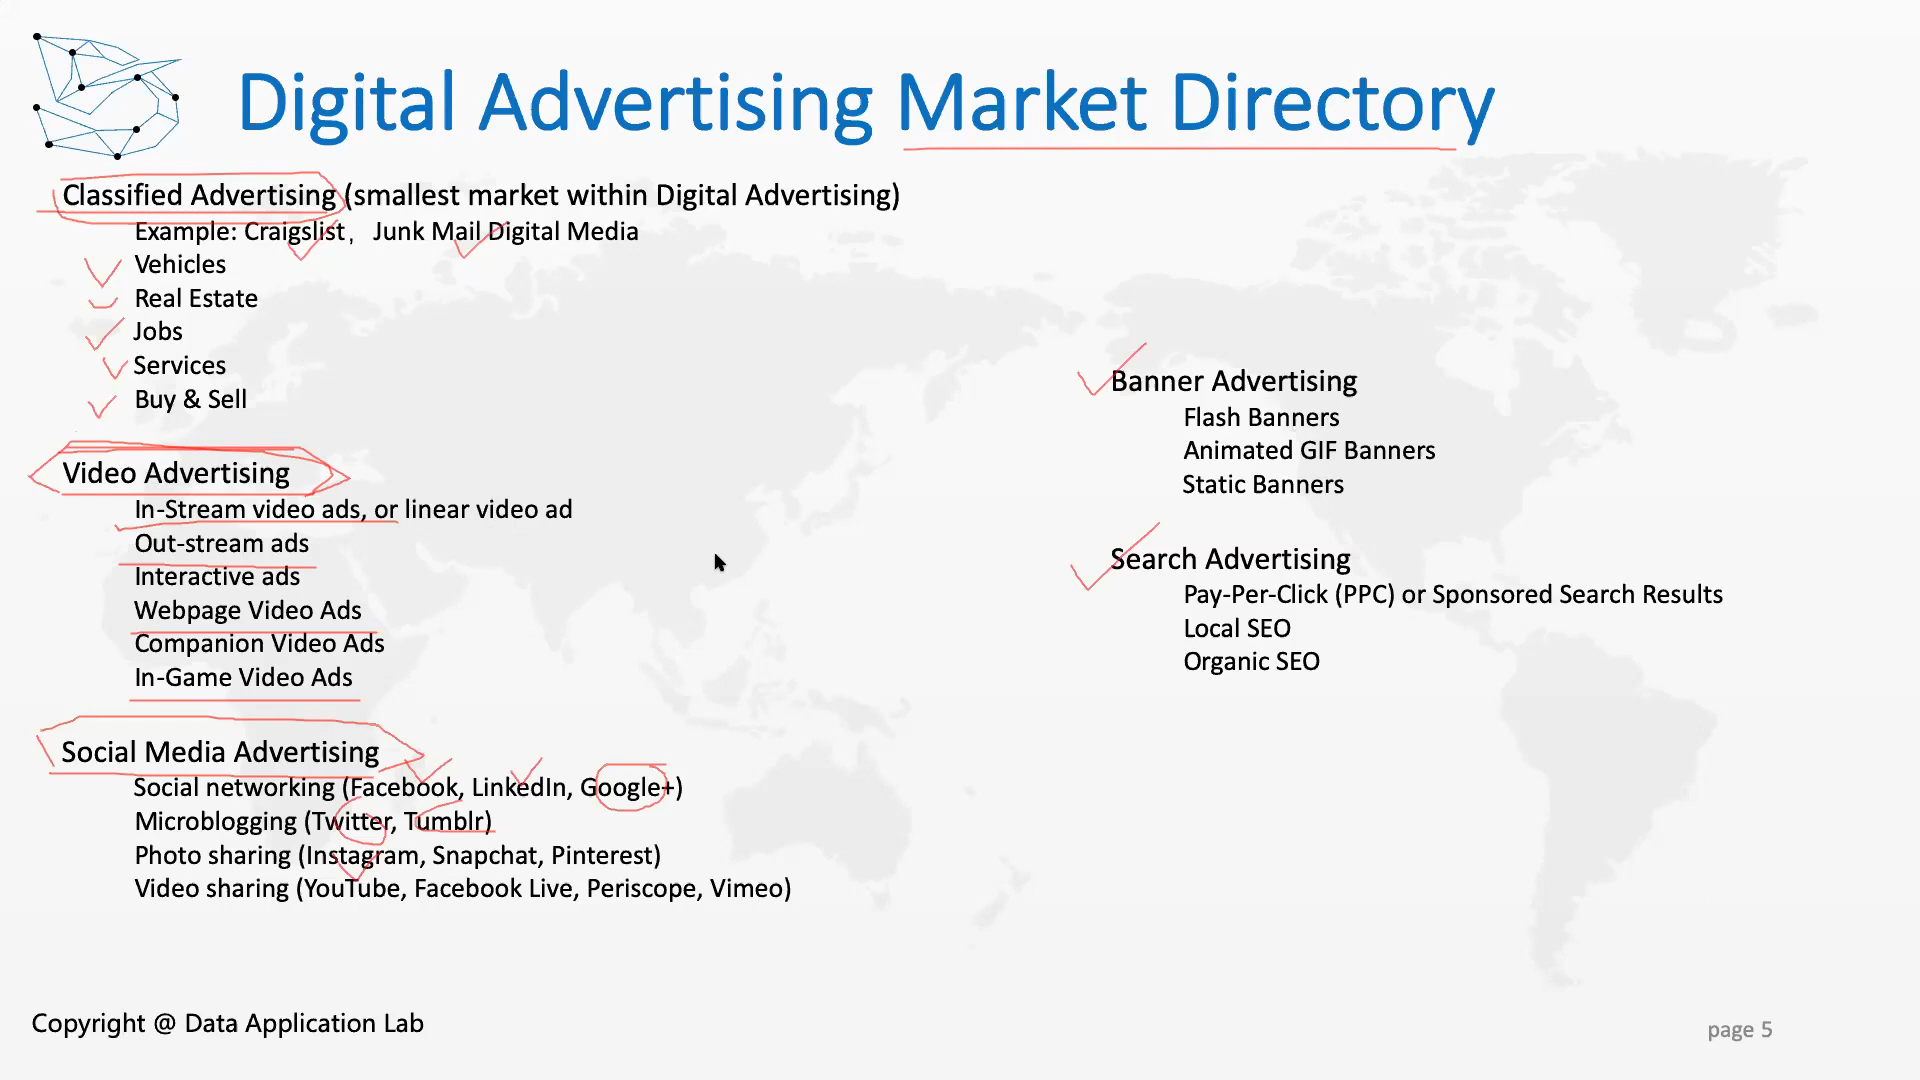 Digital Advertising Market Directory
Classified Advertising (smallest market within Digital Advertising)
Example: Craigslist，Junk Mail Digital Media
Vehicles
Real Estate
Jobs
Services
Buy & Sell
Video Advertising
In-Stream video ads, or linear video ad
Out-stream ads
Interactive ads
Webpage Video Ads
Companion Video Ads
In-Game Video Ads
Social Media Advertising
Social networking (Facebook, LinkedIn, Google+)
Microblogging (Twitter, Tumblr)
Photo sharing (Instagram, Snapchat, Pinterest)
Video sharing (YouTube, Facebook Live, Periscope, Vimeo)
Banner Advertising
Flash Banners
Animated GIF Banners
Static Banners
Search Advertising
Pay-Per-Click (PPC) or Sponsored Search Results
Local SEO
Organic SEO
Copyright @ Data Application Lab
page 5